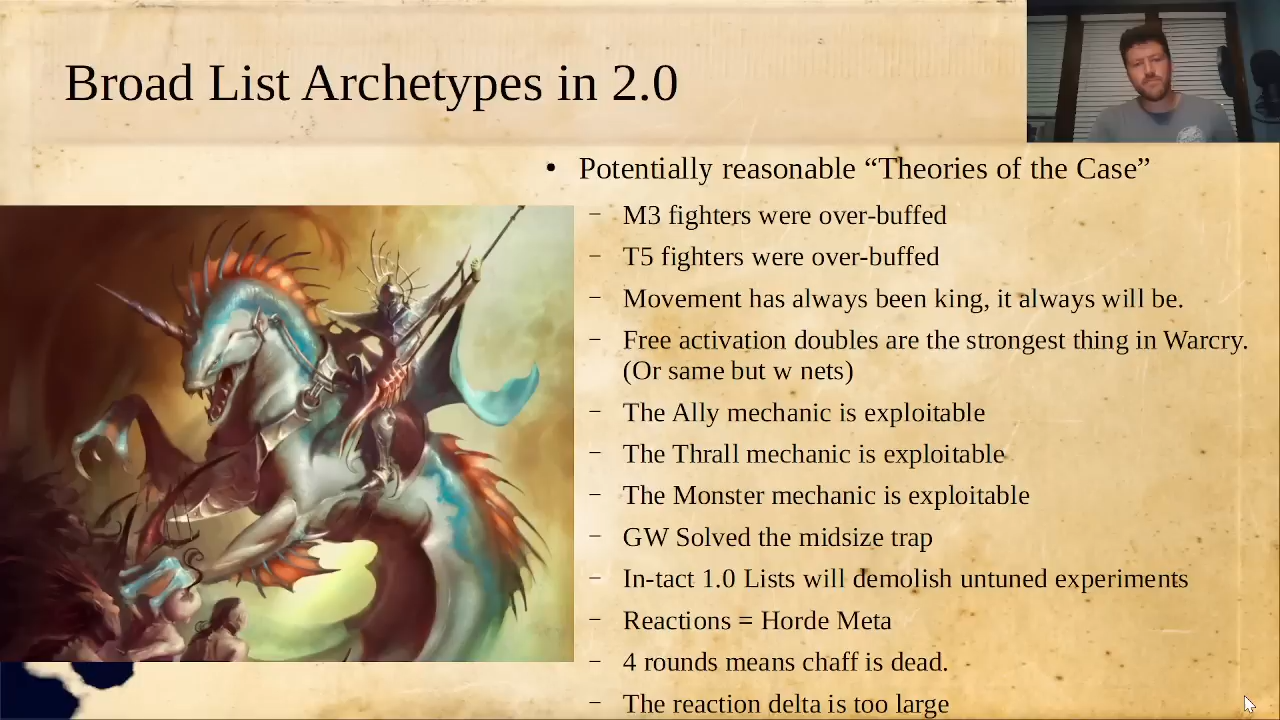 Broad List Archetypes in 2.0
• Potentially reasonable “Theories of the Case”
– M3 fighters were over-buffed
– T5 fighters were over-buffed
– Movement has always been king, it always will be.
– Free activation doubles are the strongest thing in Warcry.
(Or same but w nets)
– The Ally mechanic is exploitable
– The Thrall mechanic is exploitable
– The Monster mechanic is exploitable
– GW Solved the midsize trap
– In-tact 1.0 Lists will demolish untuned experiments
– Reactions = Horde Meta
– 4 rounds means chaff is dead.
– The reaction delta is too large